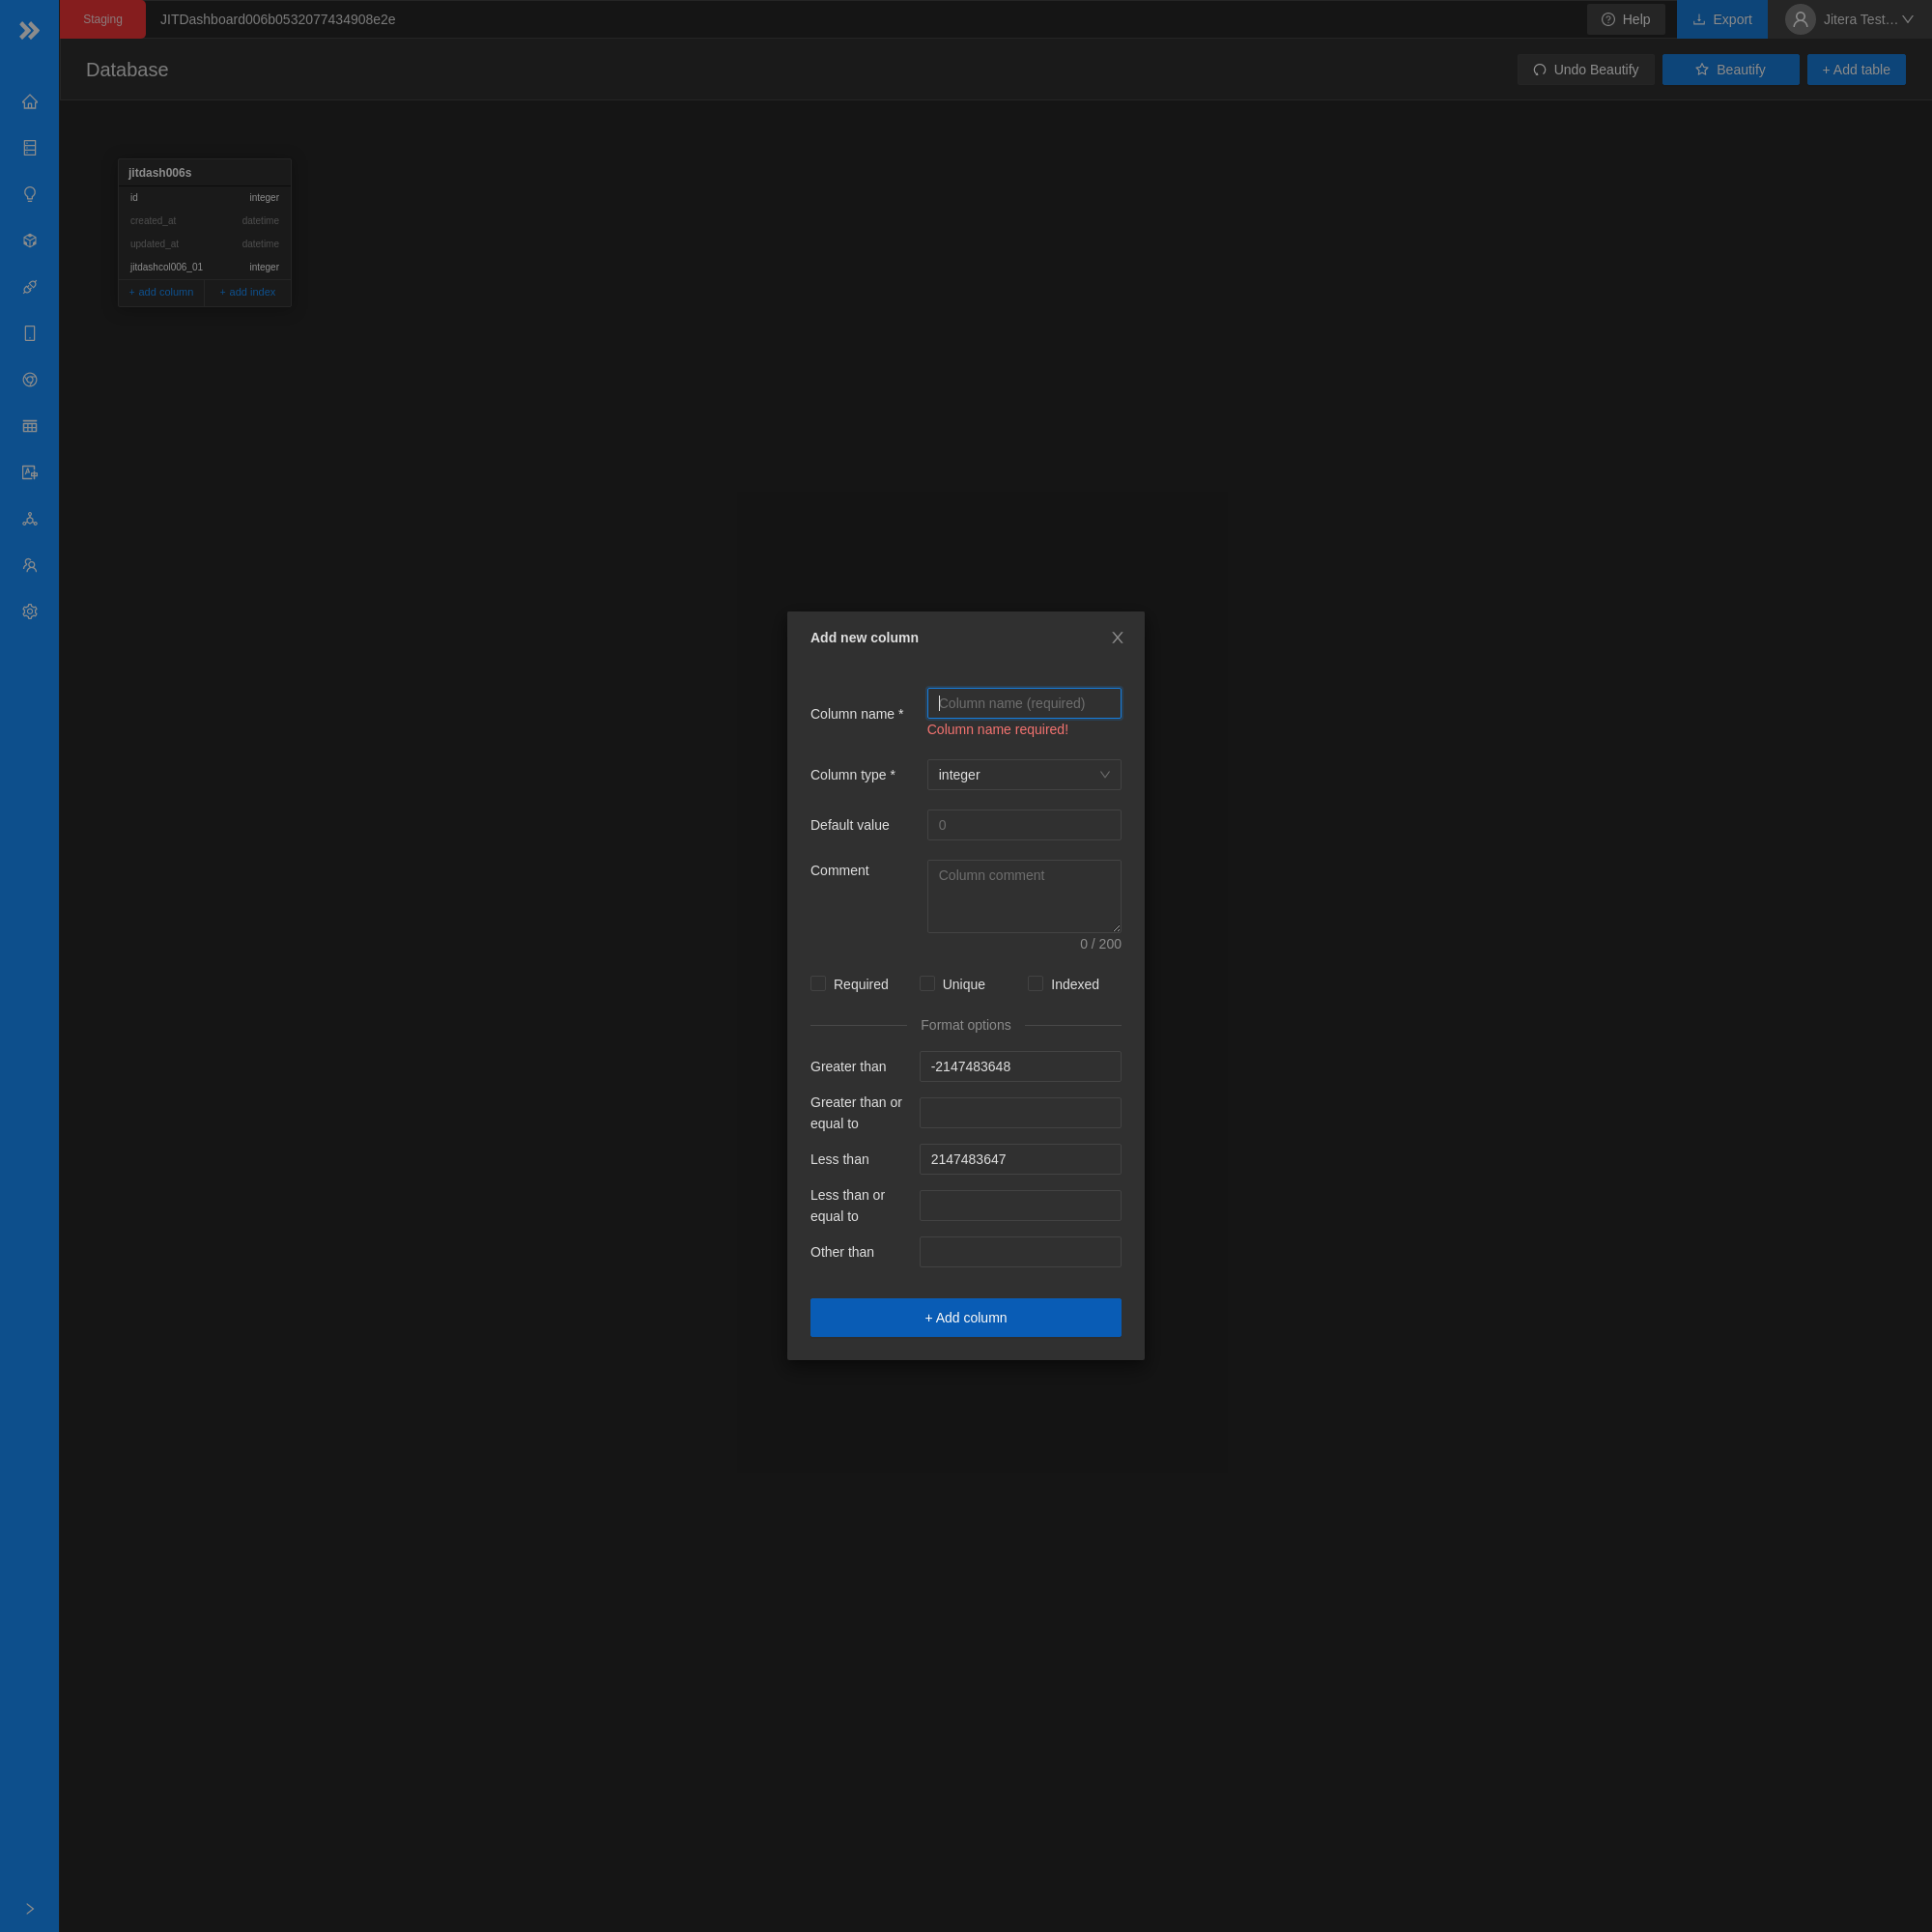 Staging
JITDashboard006b0532077434908e2e
Help
Export
Jitera Test…
Database
Undo Beautify
Beautify
+ Add table
jitdash006s
id integer
created_at datetime
updated_at datetime
jitdashcol006_01 integer
+ add column + add index
Add new column
Column name *
Column name (required)
Column name required!
Column type * integer
Default value 0
Comment
Column comment
0 / 200
Required Unique Indexed
Format options
Greater than -2147483648
Greater than or
equal to
Less than 2147483647
Less than or
equal to
Other than
+ Add column